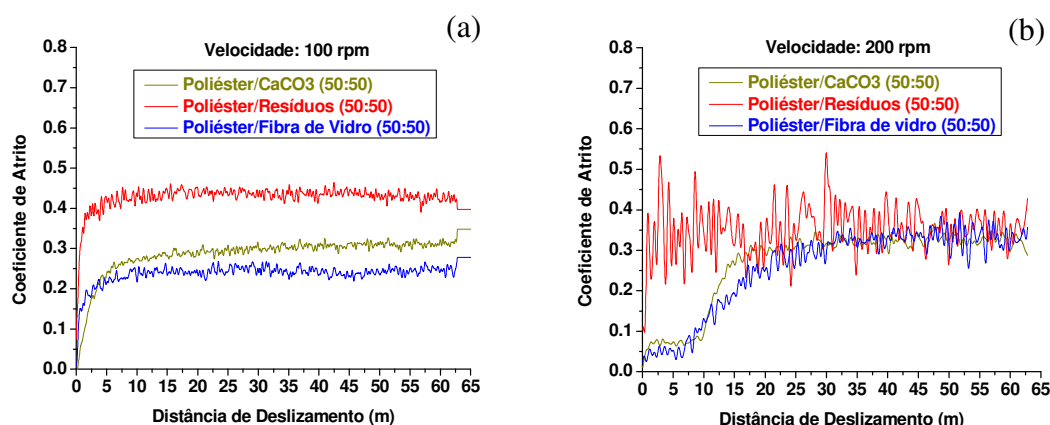 (a)
Velocidade: 100 rpm
Poliéster/CaCO3 (50:50)
Poliéster/Resíduos (50:50)
Poliéster/Fibra de Vidro (50:50)
Coeficiente de Atrito
0.8
0.7
0.6
0.5
0.4
0.3
0.2
0.1
0.0
0 5 10 15 20 25 30 35 40 45 50 55 60 65
Distância de Deslizamento (m)
(b)
Velocidade: 200 rpm
Poliéster/CaCO3 (50:50)
Poliéster/Resíduos (50:50)
Poliéster/Fibra de vidro (50:50)
Coeficiente de Atrito
0.8
0.7
0.6
0.5
0.4
0.3
0.2
0.1
0.0
0 5 10 15 20 25 30 35 40 45 50 55 60 65
Distância de Deslizamento (m)